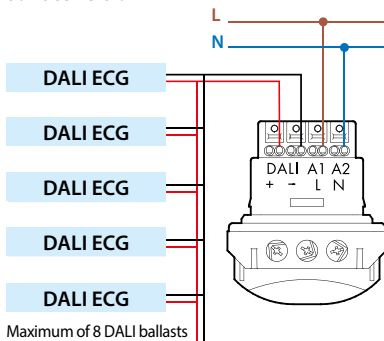 L
N
DALI ECG
DALI ECG
DALI ECG
DALI ECG
DALI ECG
DALI A1 A2
+ - L N
Maximum of 8 DALI ballasts